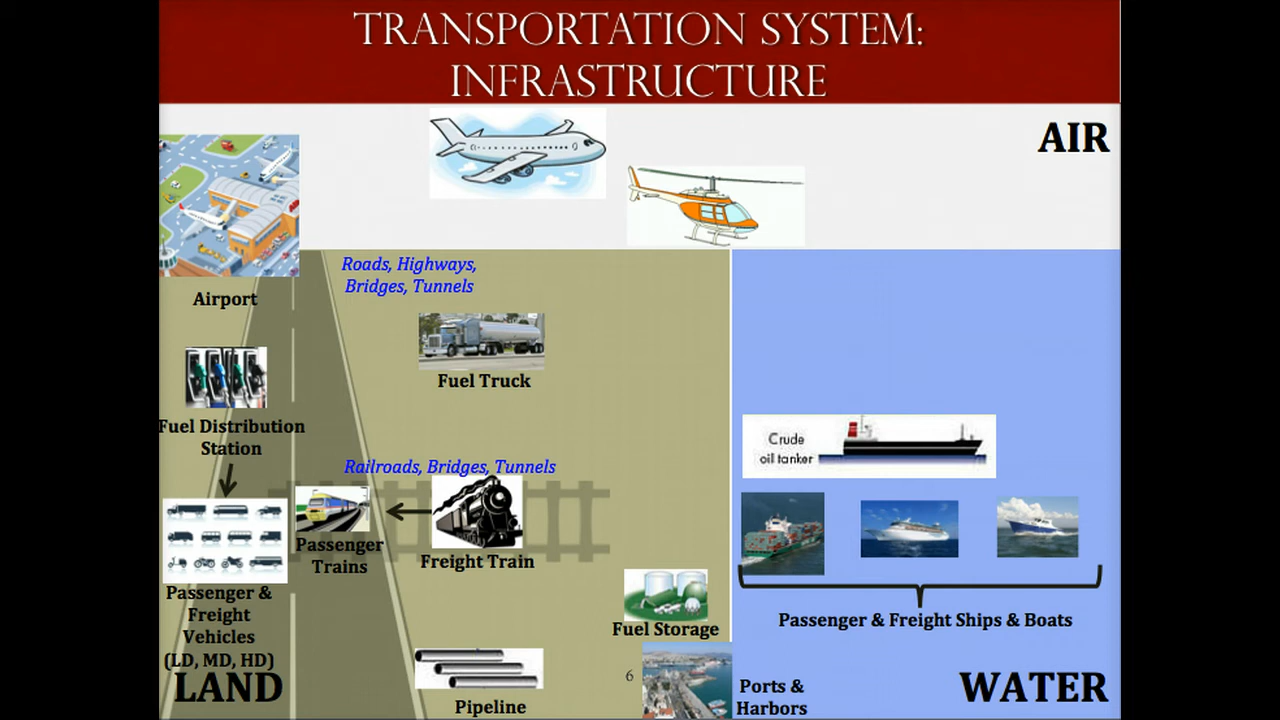 TRANSPORTATION SYSTEM:
INFRASTRUCTURE
AIR
Airport
Roads, Highways,
Bridges, Tunnels
Fuel Truck
Fuel Distribution
Station
Railroads, Bridges, Tunnels
Passenger
Trains
Freight Train
Passenger &
Freight
Vehicles
(LD, MD, HD)
LAND
Pipeline
Fuel Storage
6
Crude
oil tanker
Passenger & Freight Ships & Boats
Ports &
Harbors
WATER